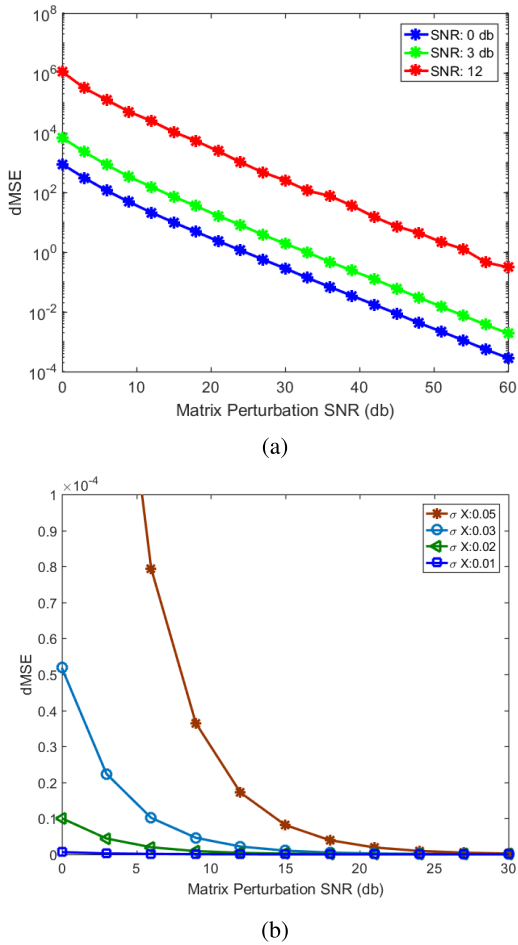 10^8
10^6
10^4
10^2
10^0
10^-2
10^-4
dMSE
SNR: 0 db
SNR: 3 db
SNR: 12
0 10 20 30 40 50 60
Matrix Perturbation SNR (db)
(a)
×10^-4
1
0.9
0.8
0.7
0.6
0.5
0.4
0.3
0.2
0.1
0
dMSE
σ X:0.05
σ X:0.03
σ X:0.02
σ X:0.01
0 5 10 15 20 25 30
Matrix Perturbation SNR (db)
(b)